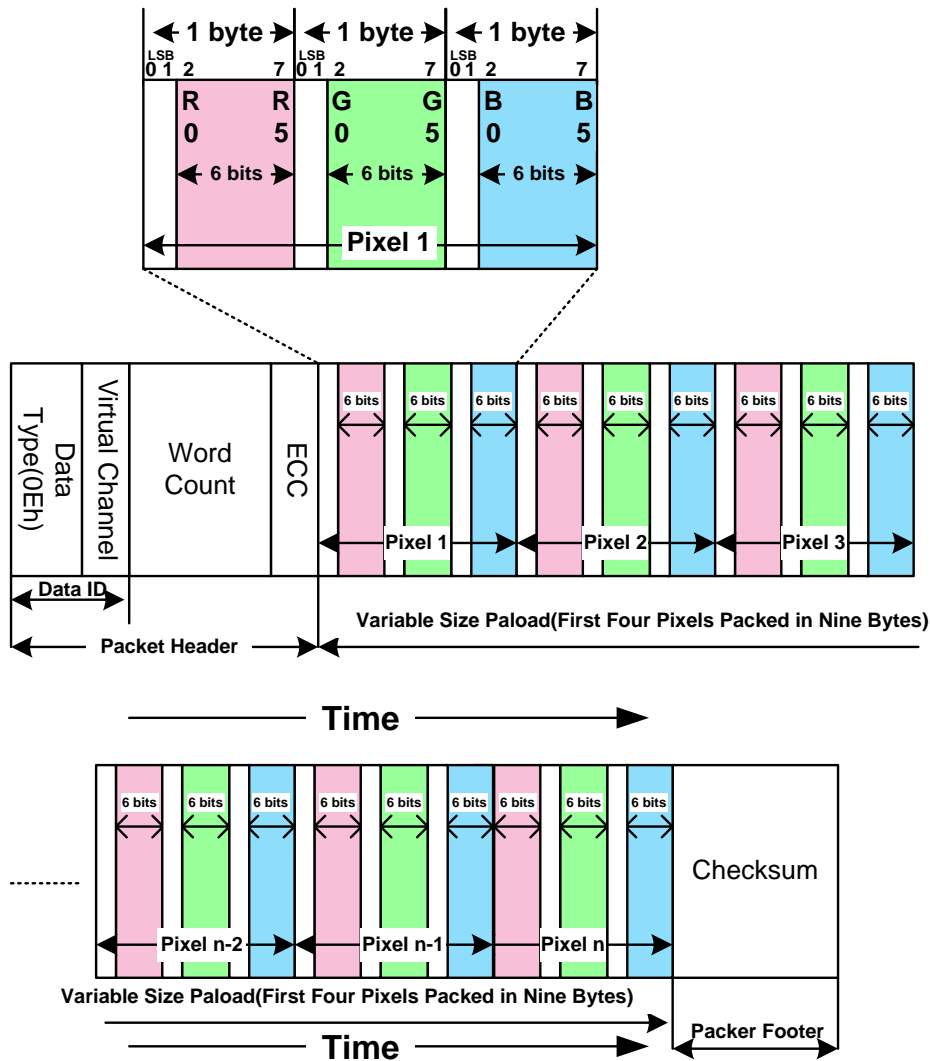 1 byte 1 byte 1 byte
LSB LSB LSB
0 1 2 7 0 1 2 7 0 1 2 7
R R G G B B
0 5 0 5 0 5
6 bits 6 bits 6 bits
Pixel 1
Data Type(0Eh)
Virtual Channel
Word Count
ECC
6 bits 6 bits 6 bits 6 bits 6 bits 6 bits 6 bits 6 bits 6 bits
Pixel 1 Pixel 2 Pixel 3
Data ID
Variable Size Paload(First Four Pixels Packed in Nine Bytes)
Packet Header
Time
6 bits 6 bits 6 bits 6 bits 6 bits 6 bits 6 bits 6 bits 6 bits
Checksum
Pixel n-2 Pixel n-1 Pixel n
Variable Size Paload(First Four Pixels Packed in Nine Bytes)
Packer Footer
Time